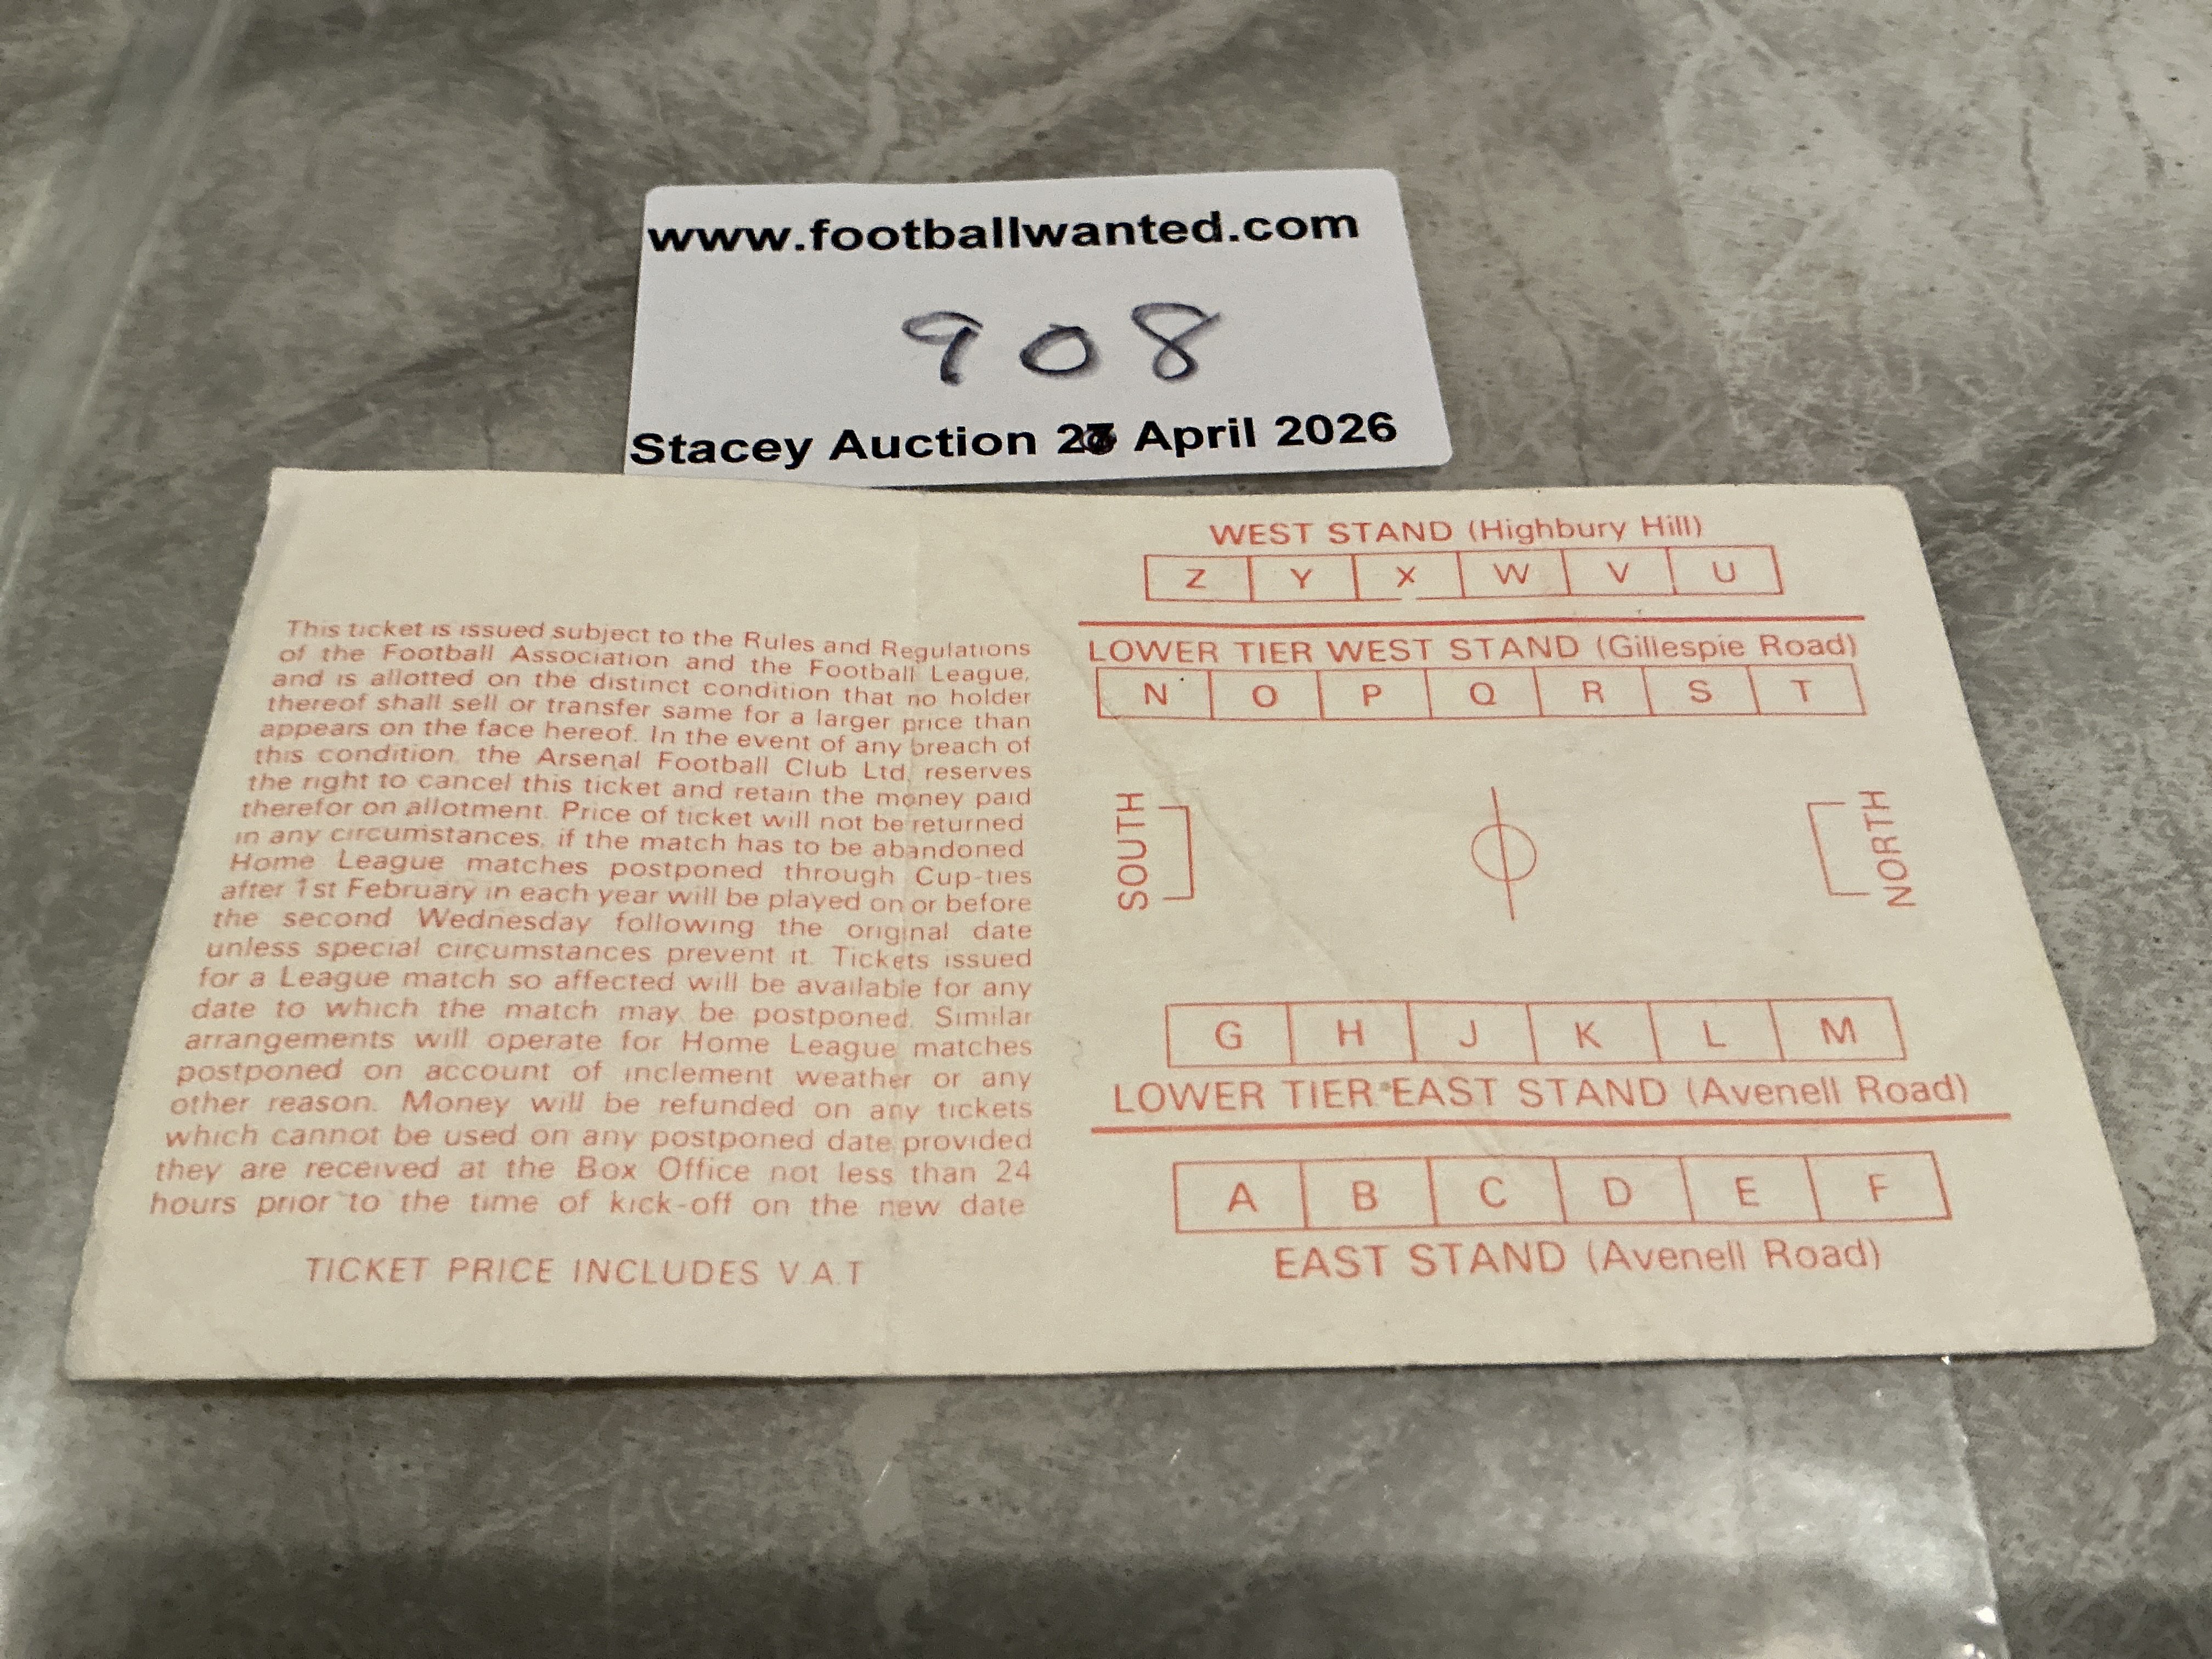 www.footballwanted.com
908
Stacey Auction April 2026
This ticket is issued subject to the Rules and Regulations
of the Football Association and the Football League,
and is allotted on the distinct condition that no holder
thereof shall sell or transfer same for a larger price than
appears on the face hereof. In the event of any breach of
this condition, the Arsenal Football Club Ltd, reserves
the right to cancel this ticket and retain the money paid
therefor on allotment. Price of ticket will not be returned
in any circumstances, if the match has to be abandoned
Home League matches postponed through Cup-ties
after 1st February in each year will be played on or before
the second Wednesday following the original date
unless special circumstances prevent it. Tickets issued
for a League match so affected will be available for any
date to which the match may be postponed. Similar
arrangements will operate for Home League matches
postponed on account of inclement weather or any
other reason. Money will be refunded on any tickets
which cannot be used on any postponed date provided
they are received at the Box Office not less than 24
hours prior to the time of kick-off on the new date
TICKET PRICE INCLUDES V.A.T
WEST STAND (Highbury Hill)
Z Y X W V U
LOWER TIER WEST STAND (Gillespie Road)
N O P Q R S T
SOUTH
NORTH
G H J K L M
LOWER TIER EAST STAND (Avenell Road)
A B C D E F
EAST STAND (Avenell Road)